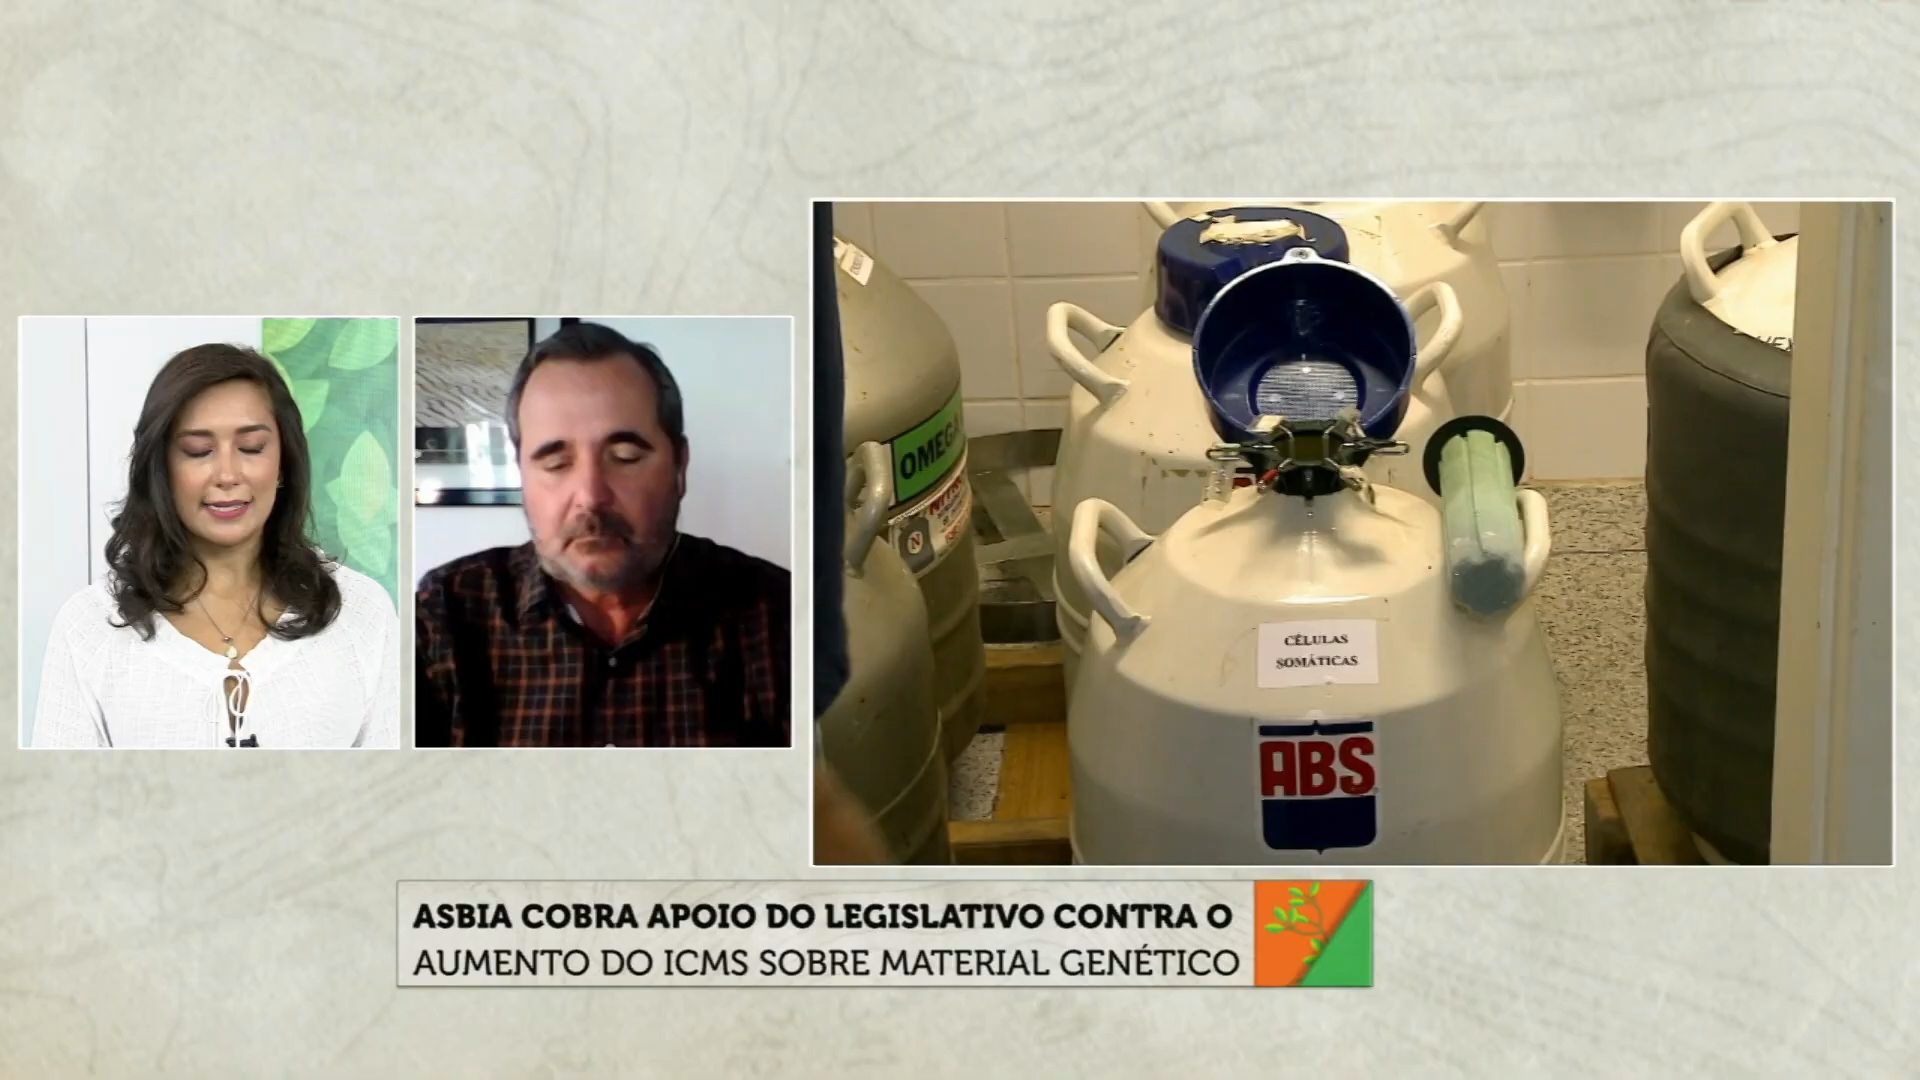 OMEGA
CÉLULAS
SOMÁTICAS
ABS
ASBIA COBRA APOIO DO LEGISLATIVO CONTRA O
AUMENTO DO ICMS SOBRE MATERIAL GENÉTICO